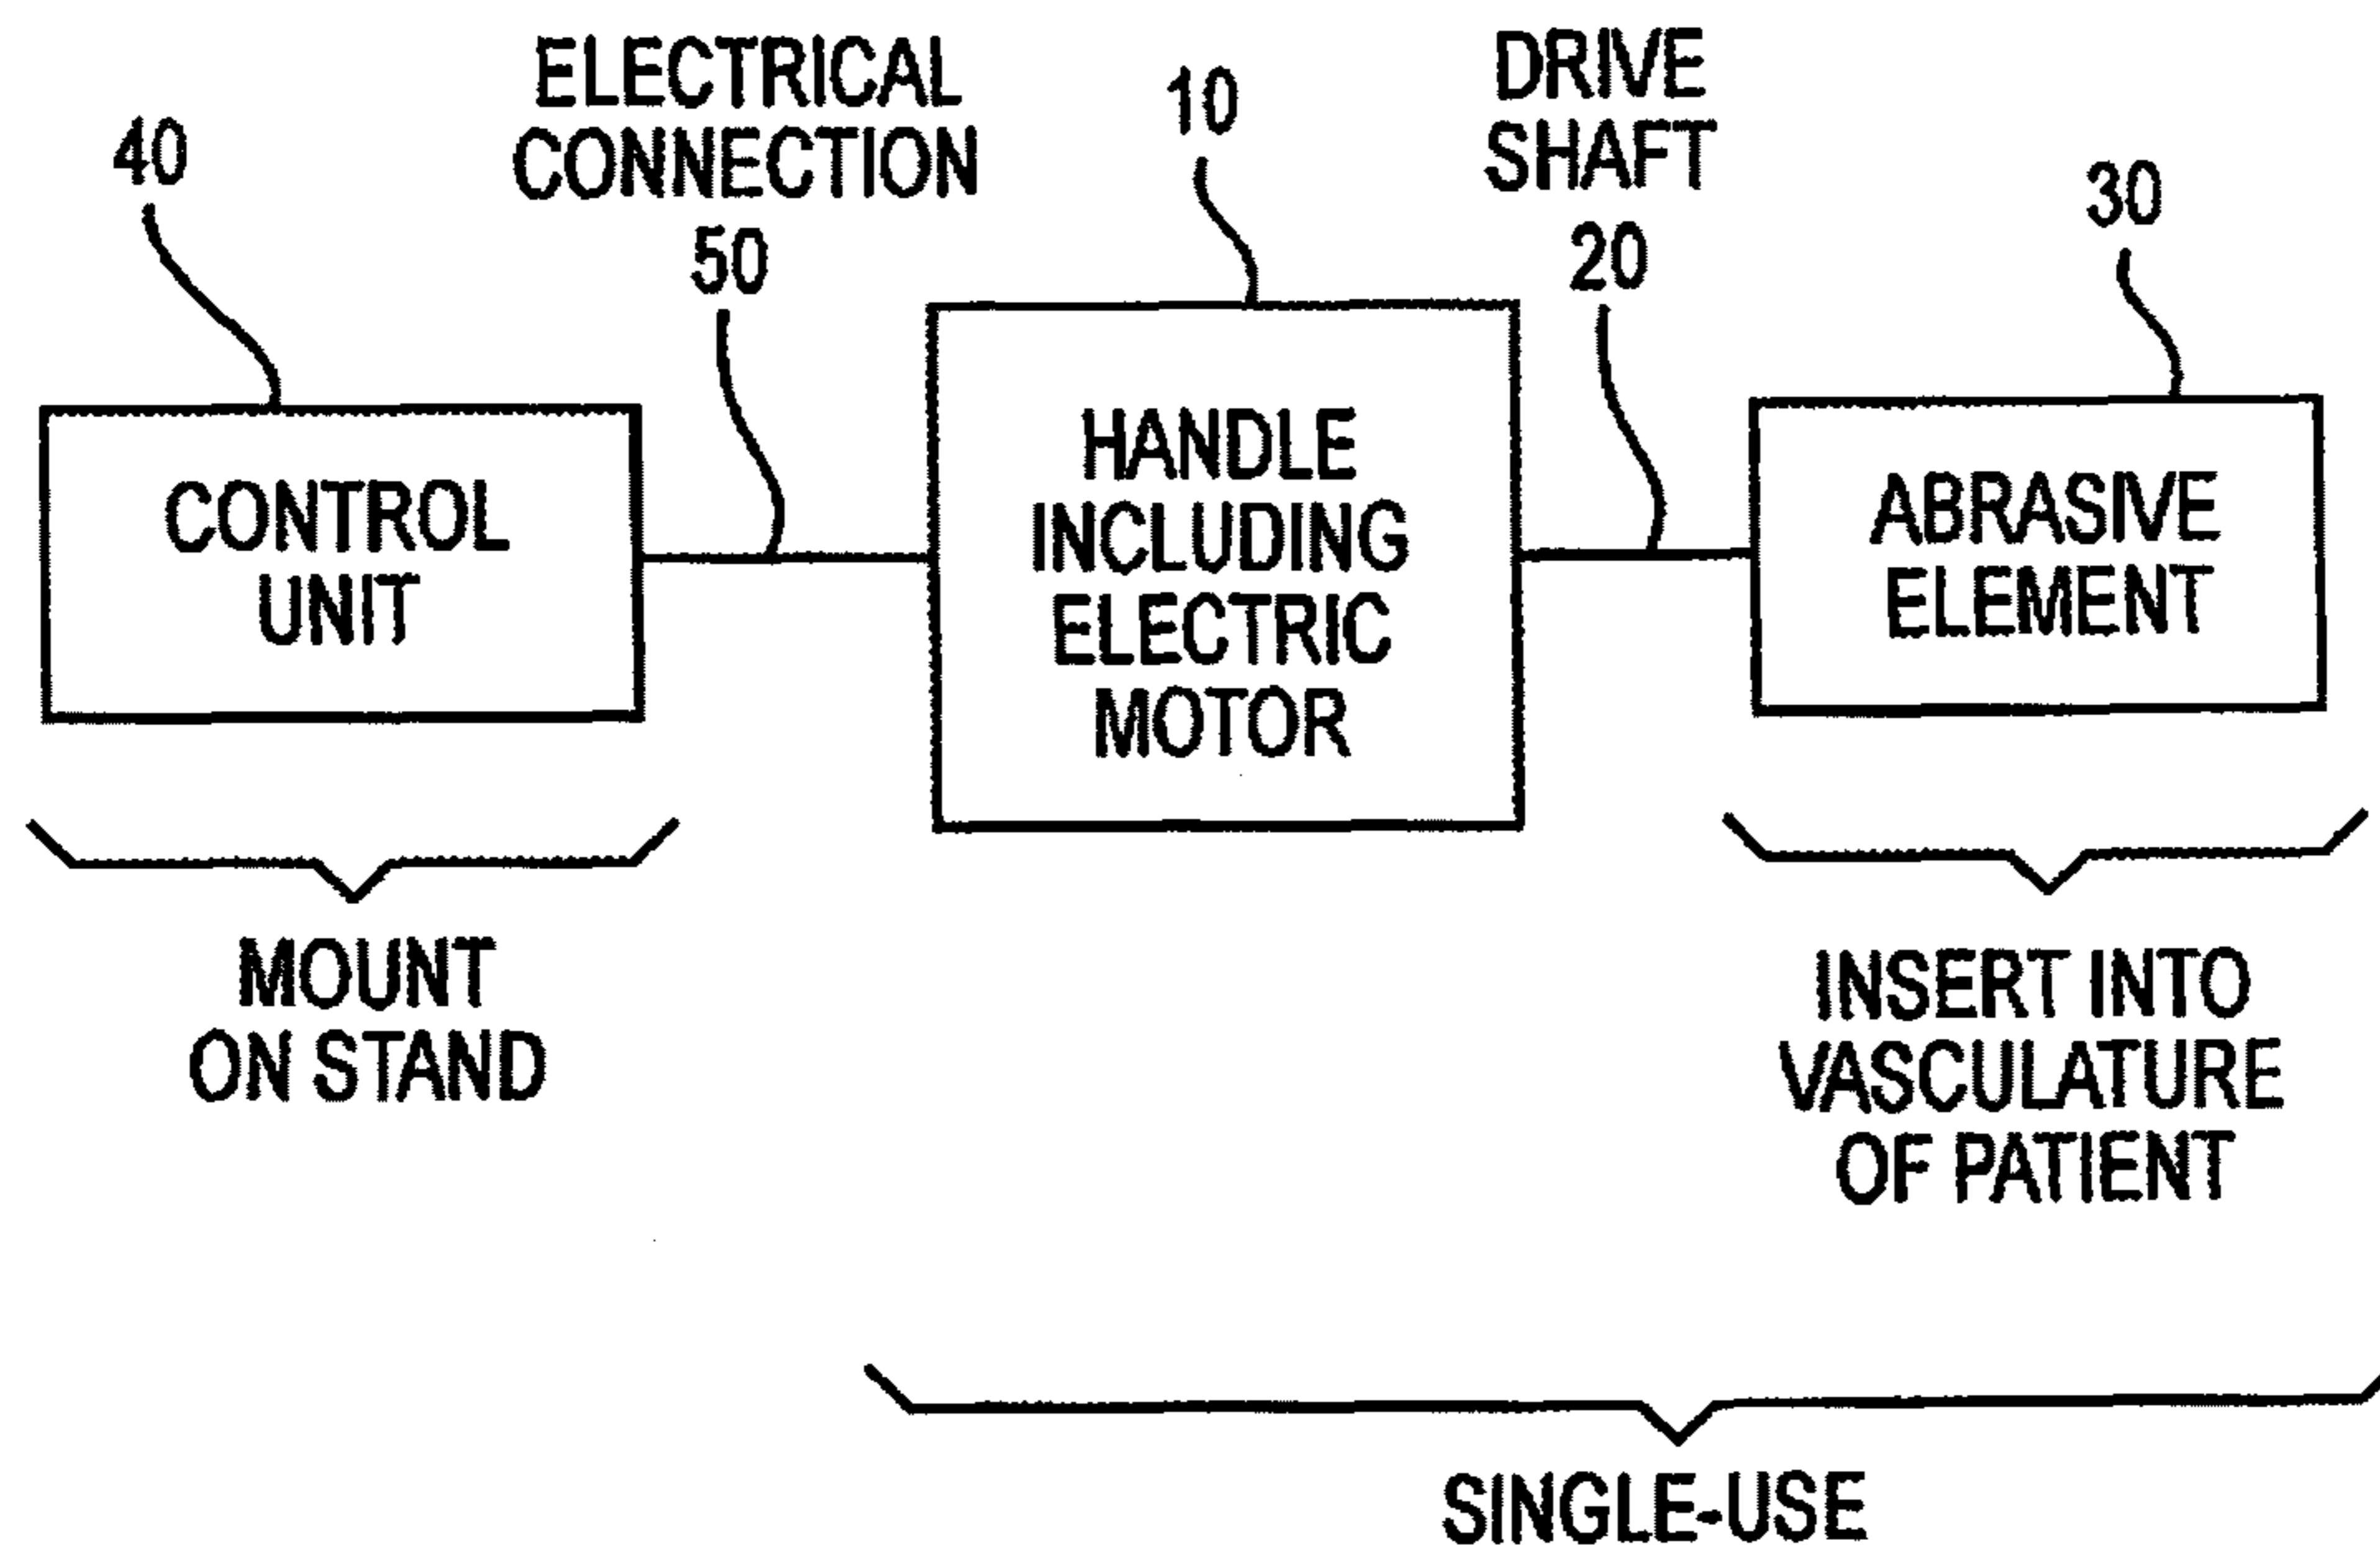 ELECTRICAL
CONNECTION
50
40
10
DRIVE
SHAFT
20
30
CONTROL
UNIT
HANDLE
INCLUDING
ELECTRIC
MOTOR
ABRASIVE
ELEMENT
MOUNT
ON STAND
INSERT INTO
VASCULATURE
OF PATIENT
SINGLE-USE